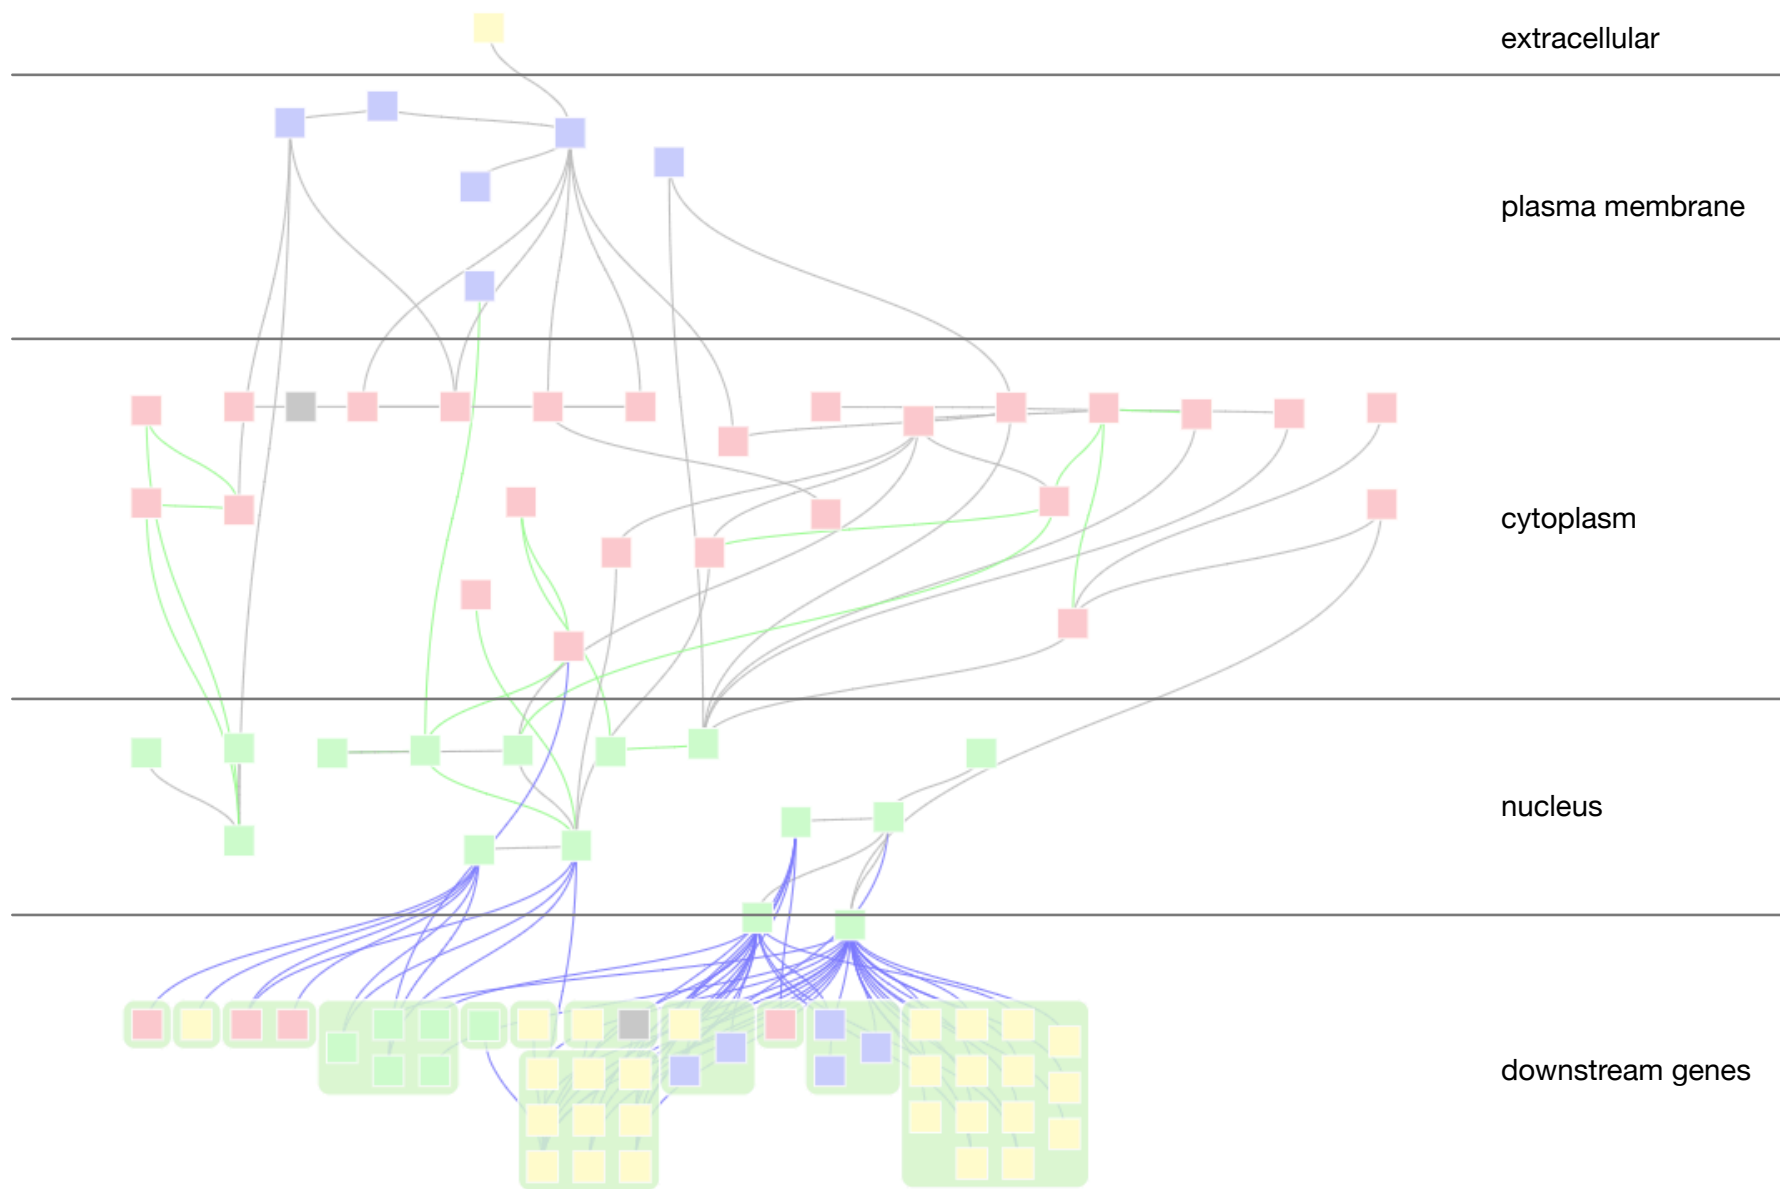 extracellular
plasma membrane
cytoplasm
nucleus
downstream genes